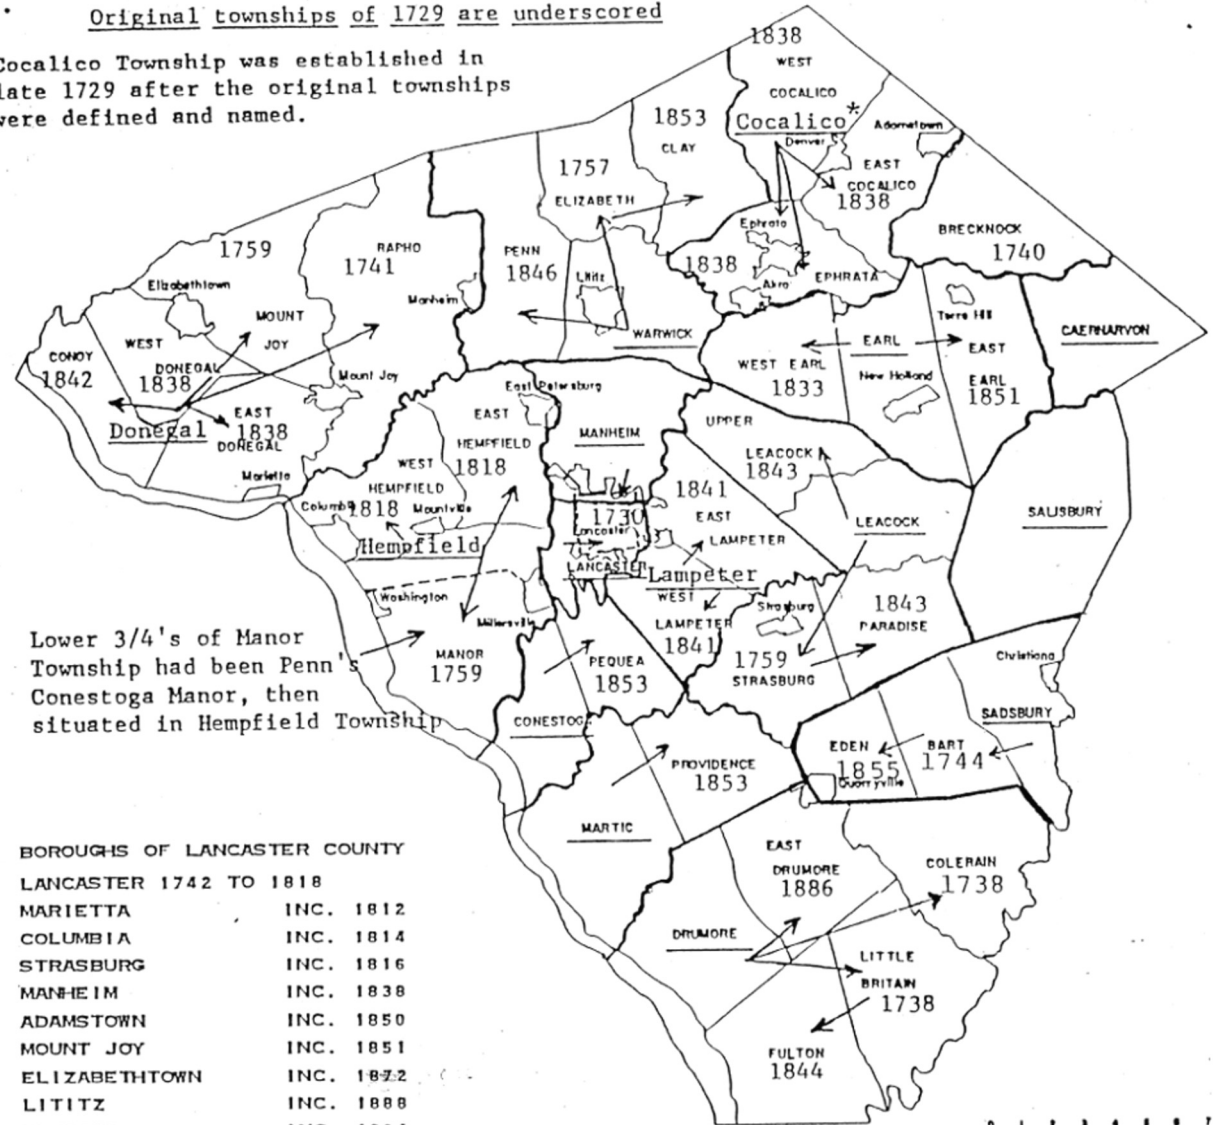 Original townships of 1729 are underscored
Cocalico Township was established in
late 1729 after the original townships
were defined and named.
1838
WEST
COCALICO
Cocalico*
Denver
Adamstown
EAST
COCALICO
1838
1853
CLAY
1757
ELIZABETH
BRECKNOCK
1740
Ephrata
1838
EPHRATA
Akro
1759
RAPHO
1741
PENN
1846
Lititz
WARWICK
Manheim
Elizabethtown
MOUNT
JOY
Mount Joy
CONOY
1842
WEST
DONEGAL
1838
Donegal
EAST
1838
DONEGAL
Marietta
Terre Hill
EARL
WEST EARL
1833
New Holland
EAST
EARL
1851
CAERNARVON
East Petersburg
EAST
HEMPFIELD
1818
WEST
HEMPFIELD
1818
Columbia
Mountville
Hempfield
MANHEIM
1730
Lancaster
LANCASTER
UPPER
LEACOCK
1843
1841
EAST
LAMPETER
Lampeter
WEST
LAMPETER
1841
LEACOCK
SALISBURY
Washington
Millersville
MANOR
1759
Strasburg
1759
STRASBURG
1843
PARADISE
Christiana
Lower 3/4's of Manor
Township had been Penn's
Conestoga Manor, then
situated in Hempfield Township
PEQUEA
1853
CONESTOG
SADSBURY
EDEN
1855
BART
1744
Quarryville
PROVIDENCE
1853
MARTIC
EAST
DRUMORE
1886
COLERAIN
1738
DRUMORE
LITTLE
BRITAIN
1738
FULTON
1844
BOROUGHS OF LANCASTER COUNTY
LANCASTER 1742 TO 1818
MARIETTA INC. 1812
COLUMBIA INC. 1814
STRASBURG INC. 1816
MANHEIM INC. 1838
ADAMSTOWN INC. 1850
MOUNT JOY INC. 1851
ELIZABETHTOWN INC. 1872
LITITZ INC. 1888